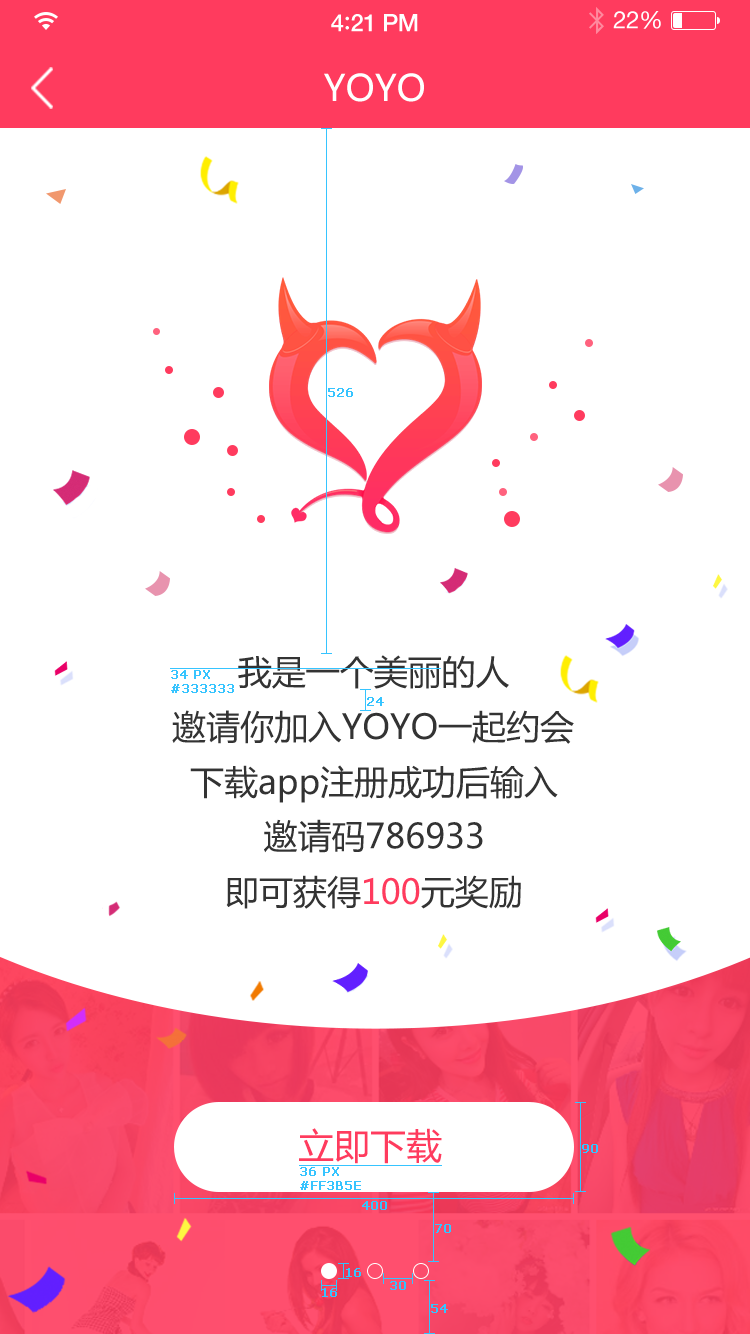 4:21 PM
22%
YOYO
526
34 PX
#333333
我是一个美丽的人
24
邀请你加入YOYO一起约会
下载app注册成功后输入
邀请码786933
即可获得100元奖励
立即下载
90
36 PX
#FF3B5E
400
70
16
30
16
54